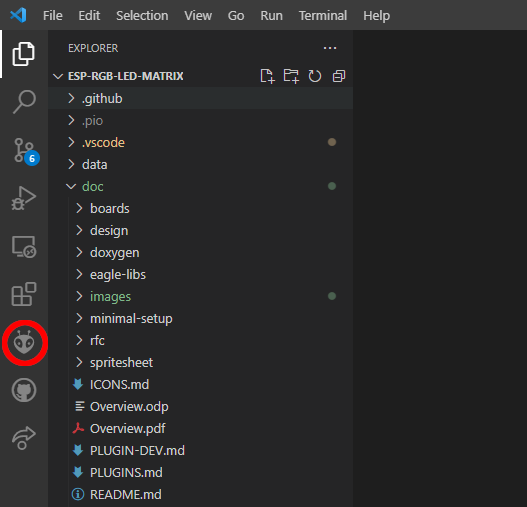 File Edit Selection View Go Run Terminal Help
EXPLORER
ESP-RGB-LED-MATRIX
.github
.pio
.vscode
6
data
doc
boards
design
doxygen
eagle-libs
images
minimal-setup
rfc
spritesheet
ICONS.md
Overview.odp
Overview.pdf
PLUGIN-DEV.md
PLUGINS.md
README.md